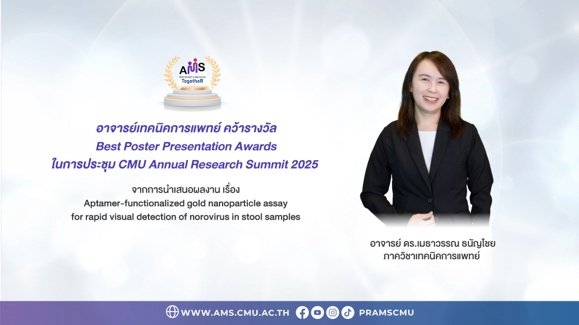 AMS
TogetheR
อาจารย์เทคนิคการแพทย์ คว้ารางวัล
Best Poster Presentation Awards
ในการประชุม CMU Annual Research Summit 2025
จากการนำเสนอผลงาน เรื่อง
Aptamer-functionalized gold nanoparticle assay
for rapid visual detection of norovirus in stool samples
อาจารย์ ดร.เมธาวรรณ ธนัญไชย
ภาควิชาเทคนิคการแพทย์
WWW.AMS.CMU.AC.TH PRAMSCMU